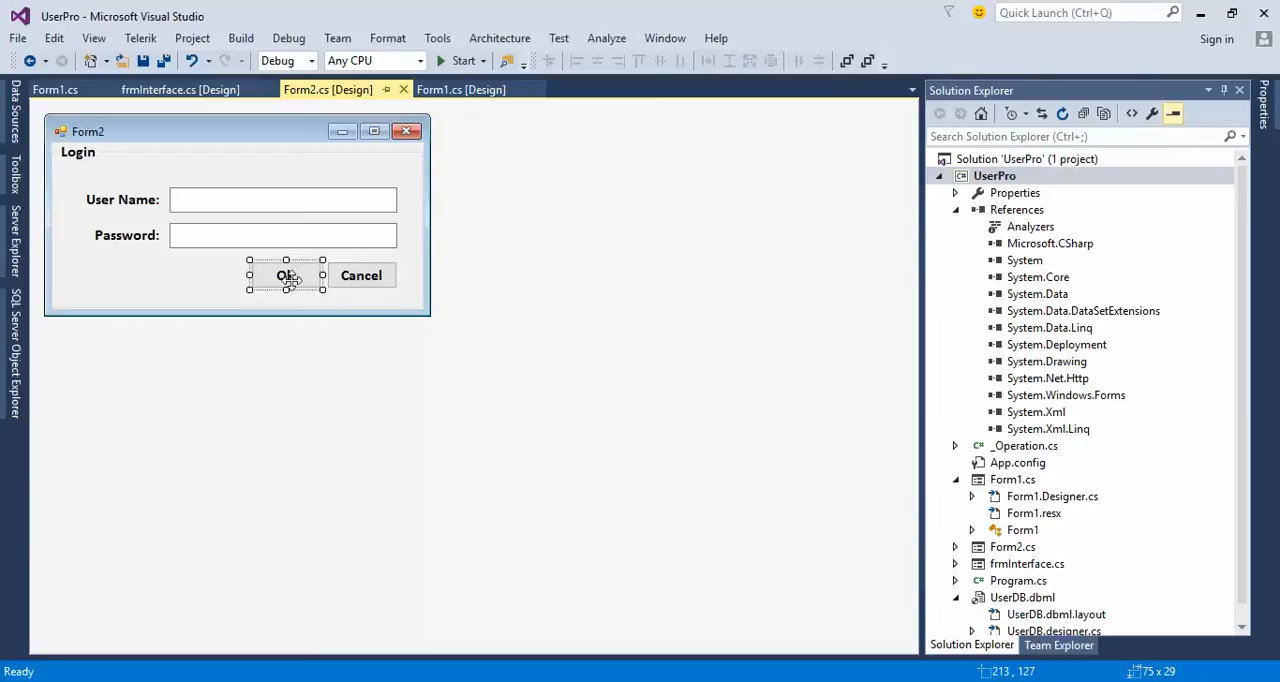 UserPro - Microsoft Visual Studio
Quick Launch (Ctrl+Q)
File Edit View Telerik Project Build Debug Team Format Tools Architecture Test Analyze Window Help
Sign in
Debug Any CPU Start
Form1.cs frmInterface.cs [Design] Form2.cs [Design] Form1.cs [Design]
Data Sources
Toolbox
Server Explorer
SQL Server Object Explorer
Form2
Login
User Name:
Password:
Cancel
Solution Explorer
Search Solution Explorer (Ctrl+;)
Solution 'UserPro' (1 project)
UserPro
Properties
References
Analyzers
Microsoft.CSharp
System
System.Core
System.Data
System.Data.DataSetExtensions
System.Data.Linq
System.Deployment
System.Drawing
System.Net.Http
System.Windows.Forms
System.Xml
System.Xml.Linq
_Operation.cs
App.config
Form1.cs
Form1.Designer.cs
Form1.resx
Form1
Form2.cs
frmInterface.cs
Program.cs
UserDB.dbml
UserDB.dbml.layout
UserDB.designer.cs
Solution Explorer Team Explorer
Properties
Ready
213 , 127
75 x 29